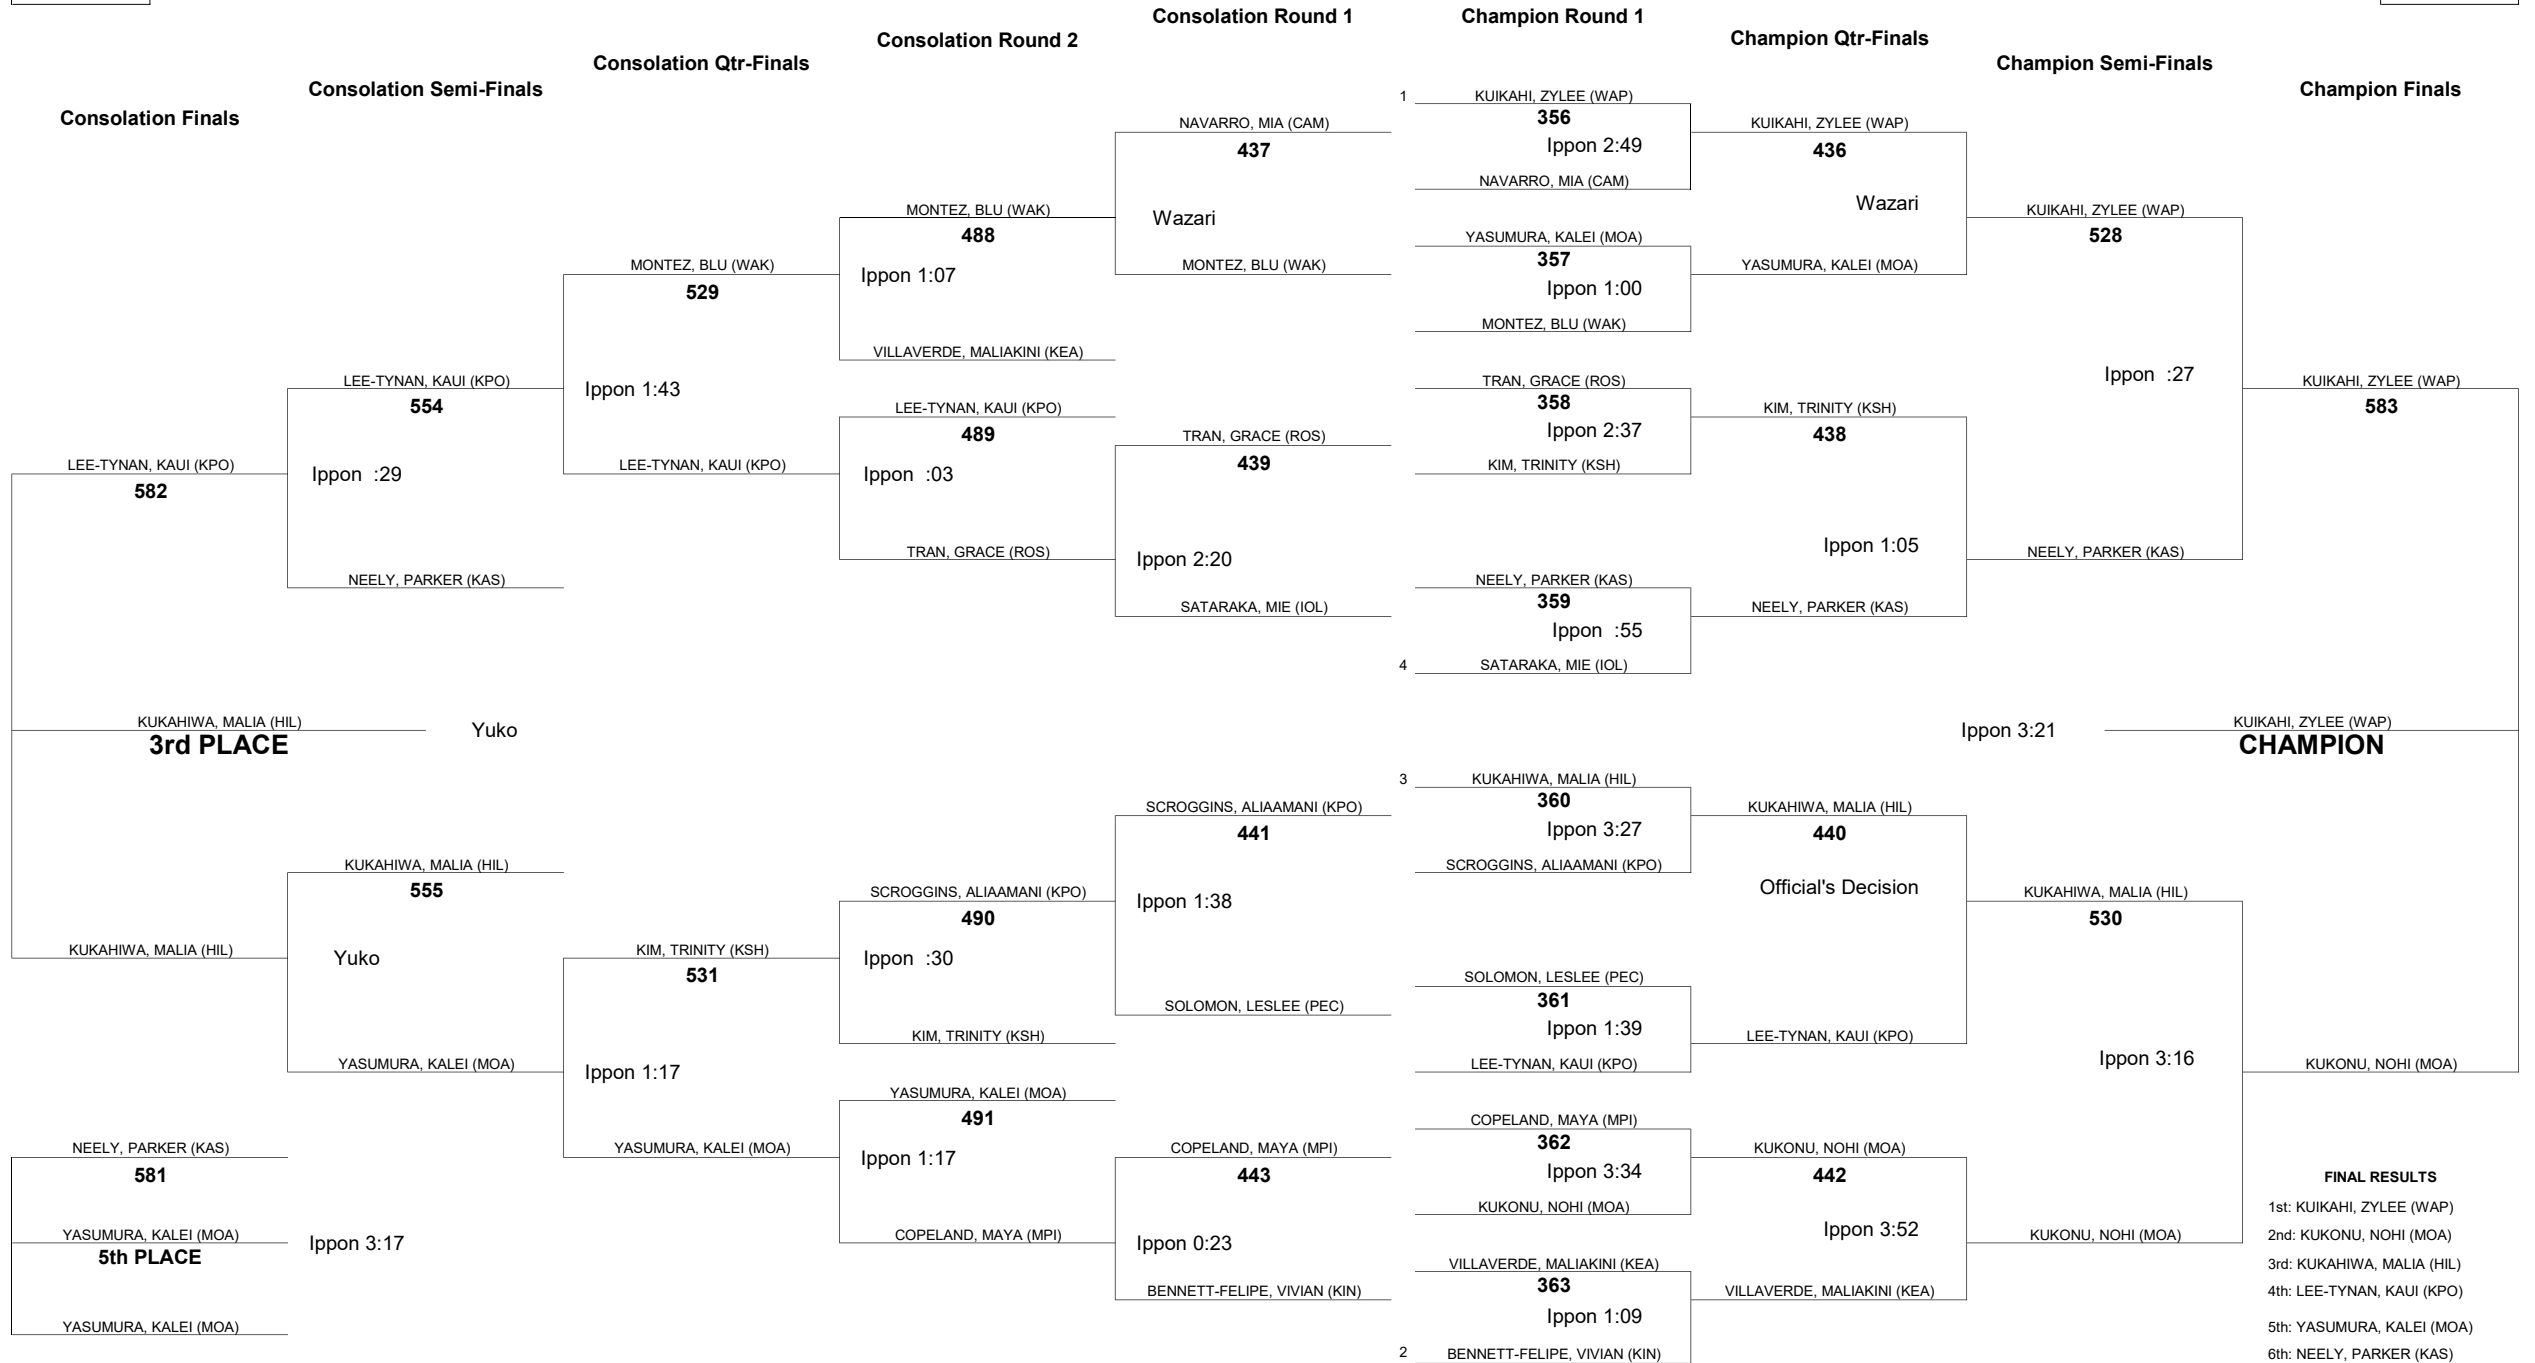 Consolation Finals
LEE-TYNAN, KAUI (KPO)
582
KUKAHIWA, MALIA (HIL)
3rd PLACE
Yuko
KUKAHIWA, MALIA (HIL)
NEELY, PARKER (KAS)
581
YASUMURA, KALEI (MOA)
5th PLACE
Ippon 3:17
YASUMURA, KALEI (MOA)
Consolation Semi-Finals
LEE-TYNAN, KAUI (KPO)
554
Ippon :29
NEELY, PARKER (KAS)
KUKAHIWA, MALIA (HIL)
555
Yuko
YASUMURA, KALEI (MOA)
Consolation Qtr-Finals
MONTEZ, BLU (WAK)
529
Ippon 1:43
LEE-TYNAN, KAUI (KPO)
KIM, TRINITY (KSH)
531
Ippon 1:17
YASUMURA, KALEI (MOA)
Consolation Round 2
MONTEZ, BLU (WAK)
488
Ippon 1:07
VILLAVERDE, MALIAKINI (KEA)
LEE-TYNAN, KAUI (KPO)
489
Ippon :03
TRAN, GRACE (ROS)
SCROGGINS, ALIAAMANI (KPO)
490
Ippon :30
KIM, TRINITY (KSH)
YASUMURA, KALEI (MOA)
491
Ippon 1:17
COPELAND, MAYA (MPI)
Consolation Round 1
NAVARRO, MIA (CAM)
437
Wazari
MONTEZ, BLU (WAK)
TRAN, GRACE (ROS)
439
Ippon 2:20
SATARAKA, MIE (IOL)
SCROGGINS, ALIAAMANI (KPO)
441
Ippon 1:38
SOLOMON, LESLEE (PEC)
COPELAND, MAYA (MPI)
443
Ippon 0:23
BENNETT-FELIPE, VIVIAN (KIN)
Champion Round 1
1 KUIKAHI, ZYLEE (WAP)
356
Ippon 2:49
NAVARRO, MIA (CAM)
YASUMURA, KALEI (MOA)
357
Ippon 1:00
MONTEZ, BLU (WAK)
TRAN, GRACE (ROS)
358
Ippon 2:37
KIM, TRINITY (KSH)
NEELY, PARKER (KAS)
359
Ippon :55
4 SATARAKA, MIE (IOL)
3 KUKAHIWA, MALIA (HIL)
360
Ippon 3:27
SCROGGINS, ALIAAMANI (KPO)
SOLOMON, LESLEE (PEC)
361
Ippon 1:39
LEE-TYNAN, KAUI (KPO)
COPELAND, MAYA (MPI)
362
Ippon 3:34
KUKONU, NOHI (MOA)
VILLAVERDE, MALIAKINI (KEA)
363
Ippon 1:09
2 BENNETT-FELIPE, VIVIAN (KIN)
Champion Qtr-Finals
KUIKAHI, ZYLEE (WAP)
436
Wazari
YASUMURA, KALEI (MOA)
KIM, TRINITY (KSH)
438
Ippon 1:05
NEELY, PARKER (KAS)
KUKAHIWA, MALIA (HIL)
440
Official's Decision
LEE-TYNAN, KAUI (KPO)
KUKONU, NOHI (MOA)
442
Ippon 3:52
VILLAVERDE, MALIAKINI (KEA)
Champion Semi-Finals
KUIKAHI, ZYLEE (WAP)
528
Ippon :27
NEELY, PARKER (KAS)
KUKAHIWA, MALIA (HIL)
530
Ippon 3:16
KUKONU, NOHI (MOA)
Champion Finals
KUIKAHI, ZYLEE (WAP)
583
Ippon 3:21
KUIKAHI, ZYLEE (WAP)
CHAMPION
KUKONU, NOHI (MOA)
FINAL RESULTS
1st: KUIKAHI, ZYLEE (WAP)
2nd: KUKONU, NOHI (MOA)
3rd: KUKAHIWA, MALIA (HIL)
4th: LEE-TYNAN, KAUI (KPO)
5th: YASUMURA, KALEI (MOA)
6th: NEELY, PARKER (KAS)